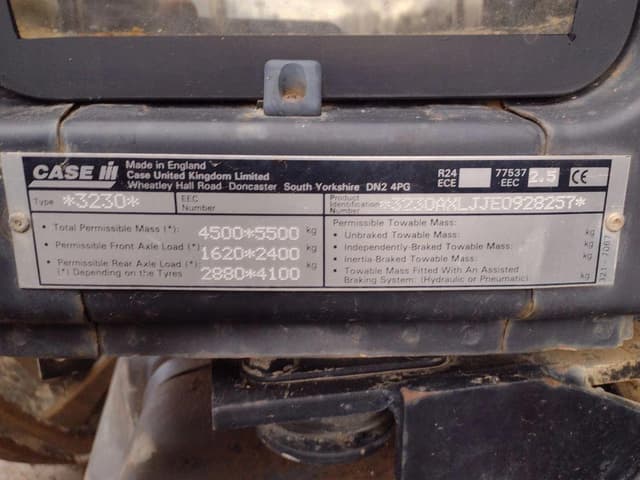 CASE IH
Made in England
Case United Kingdom Limited
Wheatley Hall Road Doncaster South Yorkshire DN2 4PG
R24
ECE
77537
EEC
2.5
CE
Type
*3230*
EEC
Number
Product
Identification
Number
*3230AXLJJE0928257*
• Total Permissible Mass (*): 4500*5500 kg
• Permissible Front Axle Load (*): 1620*2400 kg
• Permissible Rear Axle Load (*): 2880*4100 kg
(*) Depending on the Tyres
Permissible Towable Mass:
• Unbraked Towable Mass: kg
• Independently-Braked Towable Mass: kg
• Inertia-Braked Towable Mass: kg
• Towable Mass Fitted With An Assisted
Braking System: (Hydraulic or Pneumatic) kg